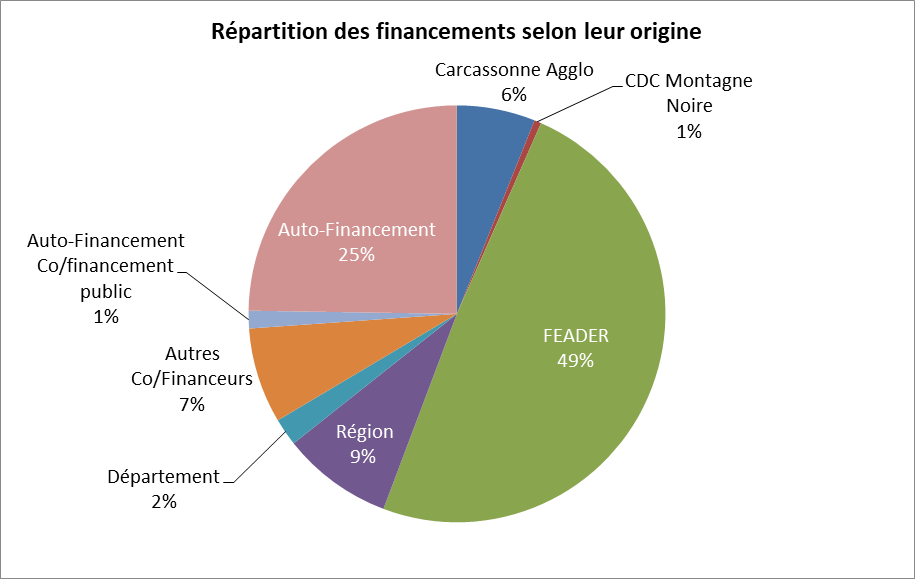 Répartition des financements selon leur origine
Carcassonne Agglo
6%
CDC Montagne
Noire
1%
FEADER
49%
Région
9%
Département
2%
Autres
Co/Financeurs
7%
Auto-Financement
Co/financement
public
1%
Auto-Financement
25%